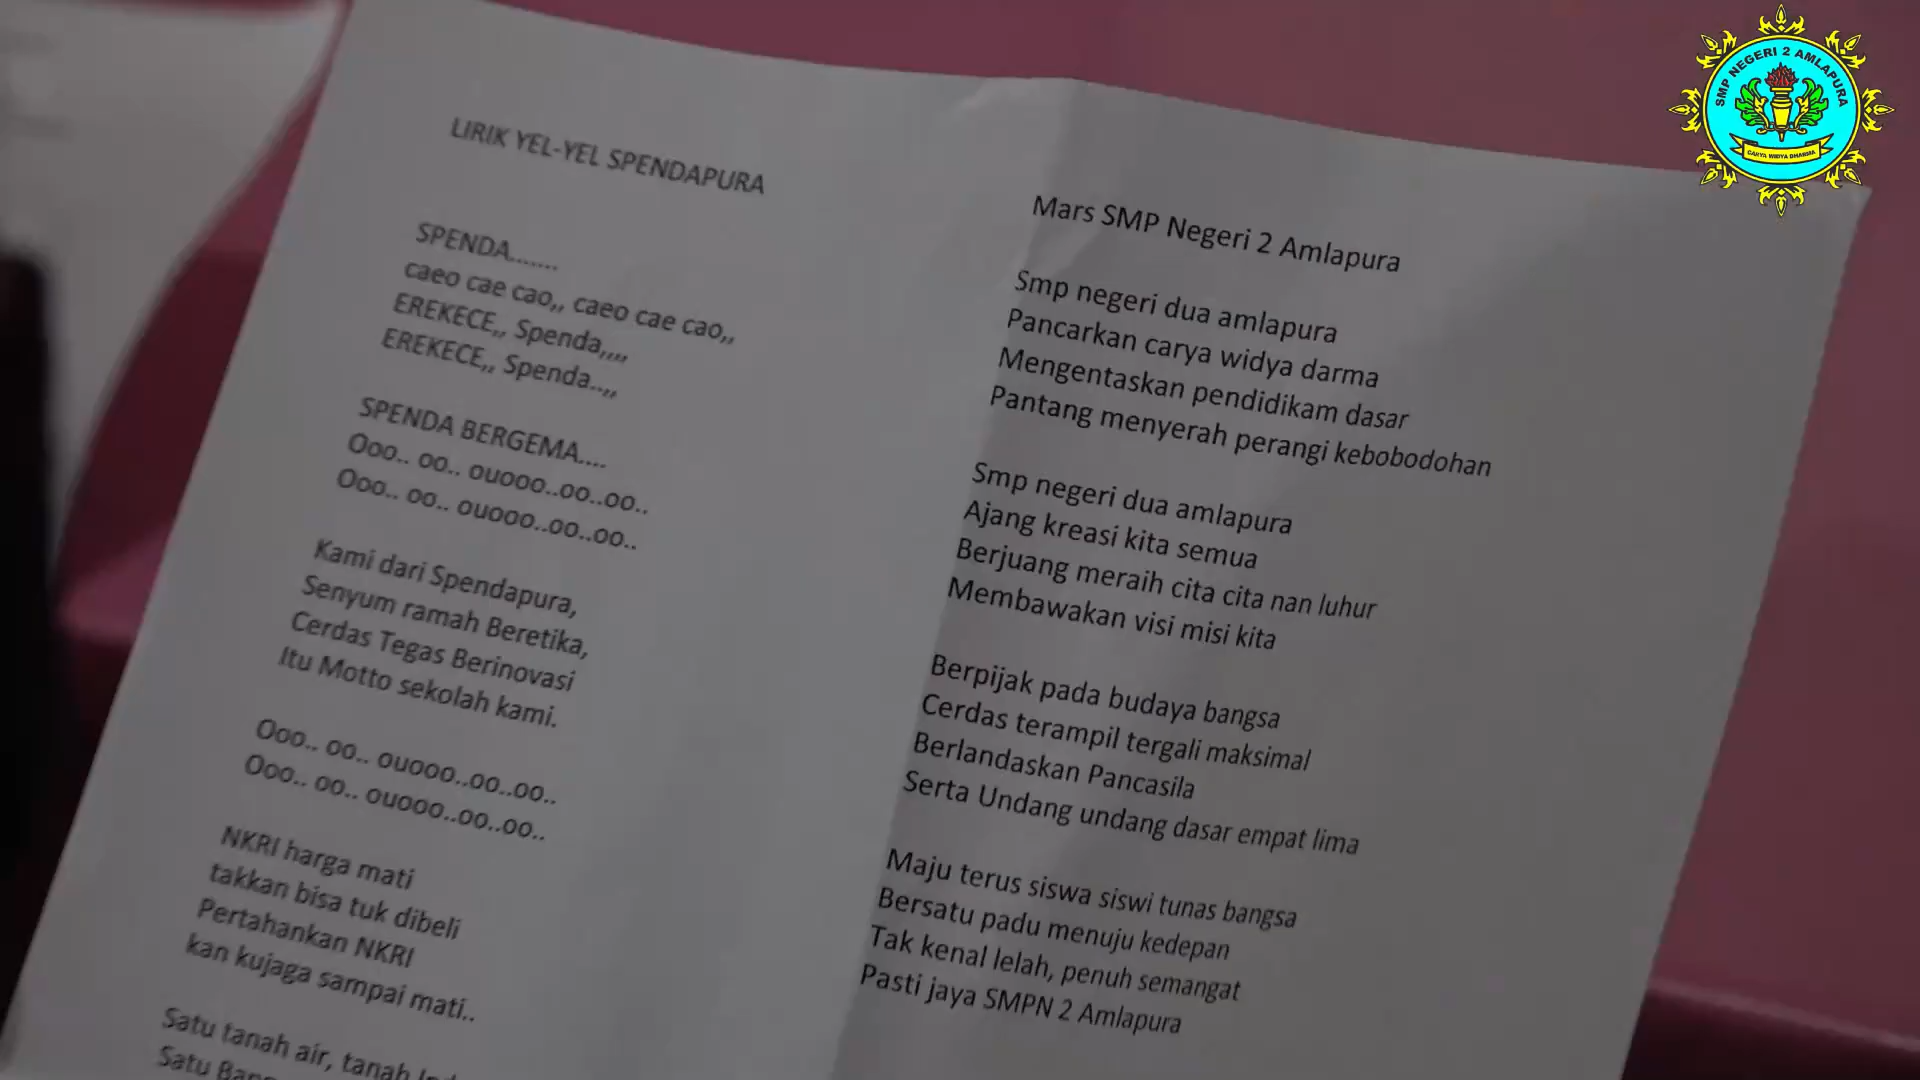 LIRIK YEL-YEL SPENDAPURA
SPENDA.......
caeo cae cao,, caeo cae cao,,
EREKECE,, Spenda,,,,
EREKECE,, Spenda..,,
SPENDA BERGEMA....
Ooo.. oo.. ouooo..oo..oo..
Ooo.. oo.. ouooo..oo..oo..
Kami dari Spendapura,
Senyum ramah Beretika,
Cerdas Tegas Berinovasi
Itu Motto sekolah kami.
Ooo.. oo.. ouooo..oo..oo..
Ooo.. oo.. ouooo..oo..oo..
NKRI harga mati
takkan bisa tuk dibeli
Pertahankan NKRI
kan kujaga sampai mati..
Satu tanah air, tanah
Satu
Mars SMP Negeri 2 Amlapura
Smp negeri dua amlapura
Pancarkan carya widya darma
Mengentaskan pendidikam dasar
Pantang menyerah perangi kebobodohan
Smp negeri dua amlapura
Ajang kreasi kita semua
Berjuang meraih cita cita nan luhur
Membawakan visi misi kita
Berpijak pada budaya bangsa
Cerdas terampil tergali maksimal
Berlandaskan Pancasila
Serta Undang undang dasar empat lima
Maju terus siswa siswi tunas bangsa
Bersatu padu menuju kedepan
Tak kenal lelah, penuh semangat
Pasti jaya SMPN 2 Amlapura
SMP NEGERI 2 AMLAPURA
CARYA WIDYA DHARMA